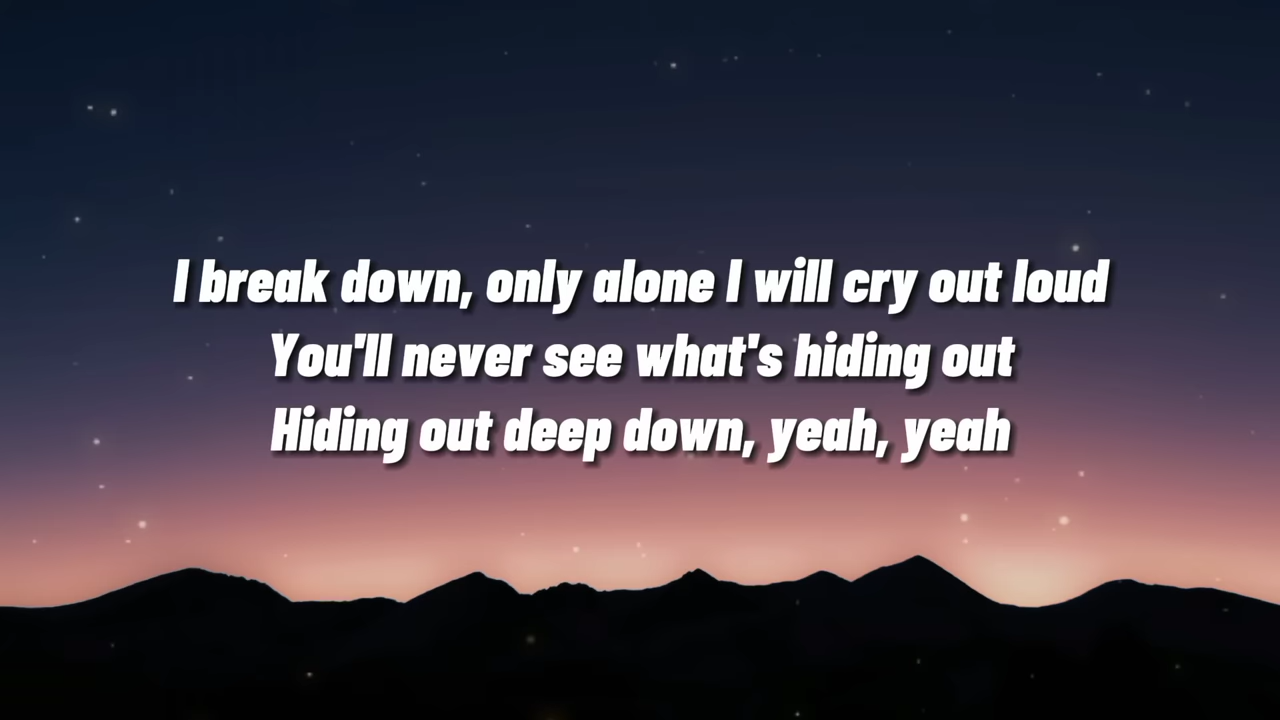 I break down, only alone I will cry out loud
You'll never see what's hiding out
Hiding out deep down, yeah, yeah